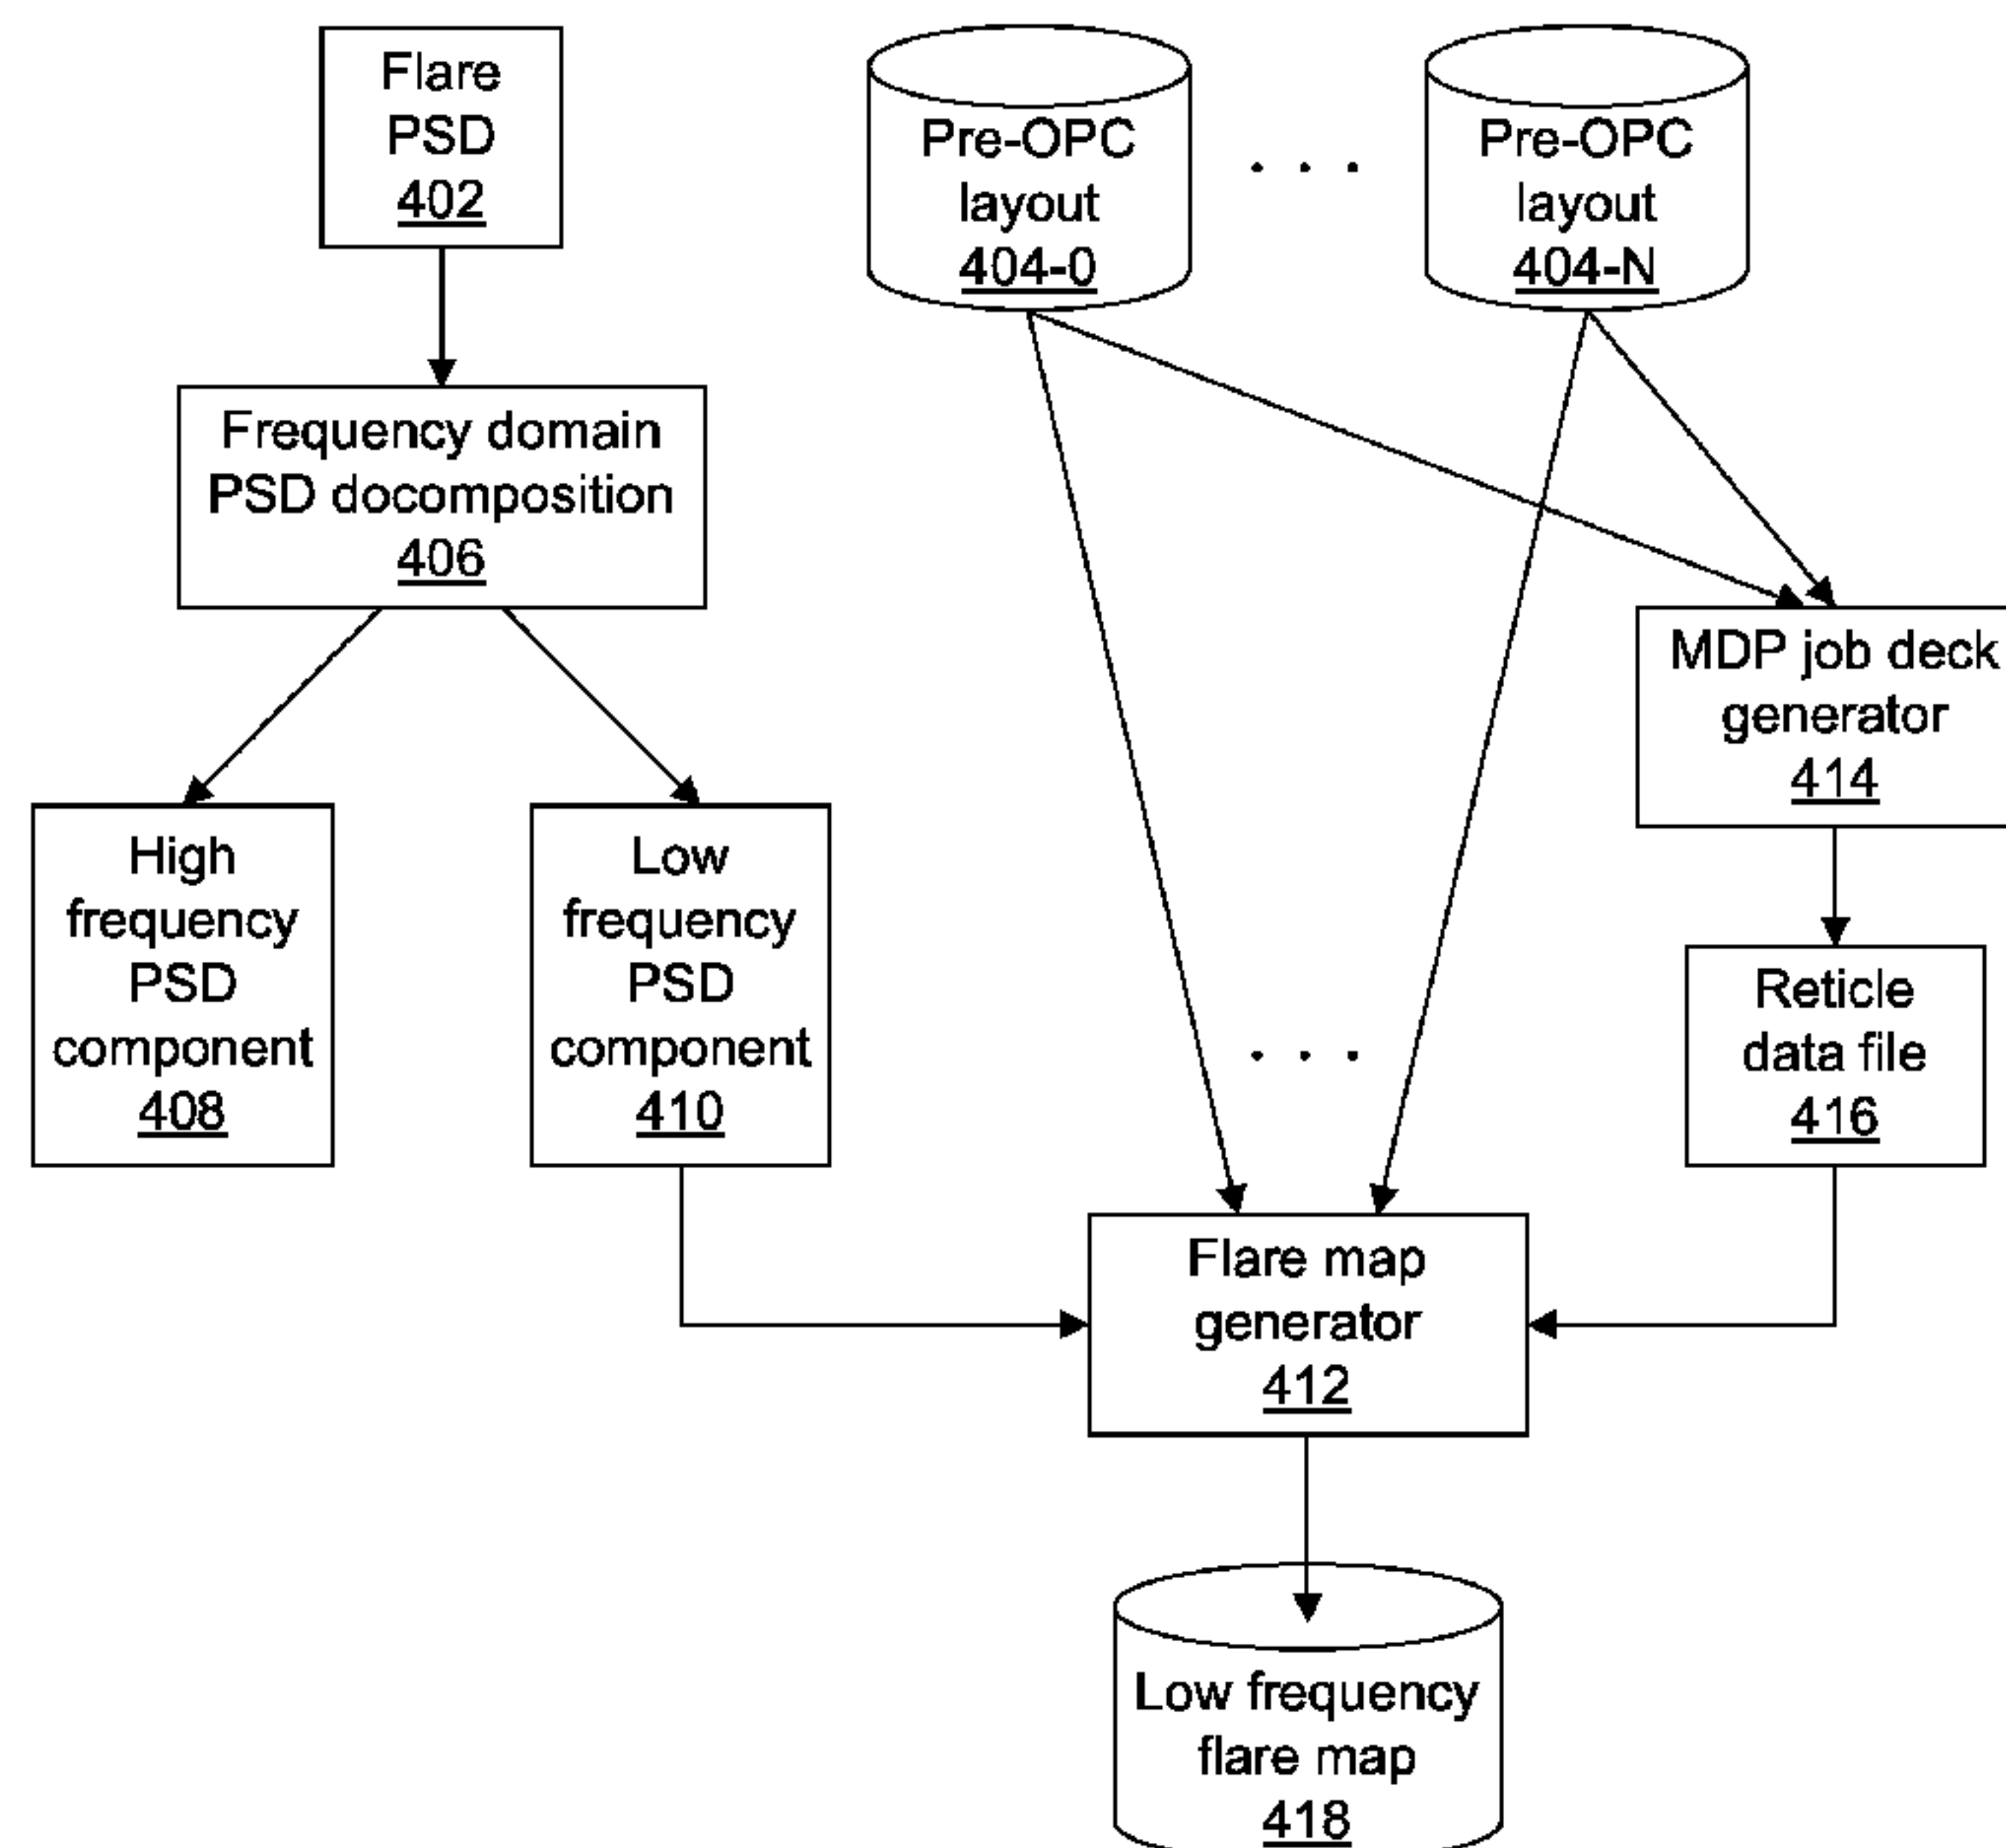 Flare
PSD
402
Pre-OPC
layout
404-0
. . .
Pre-OPC
layout
404-N
Frequency domain
PSD docomposition
406
MDP job deck
generator
414
High
frequency
PSD
component
408
Low
frequency
PSD
component
410
. . .
Reticle
data file
416
Flare map
generator
412
Low frequency
flare map
418